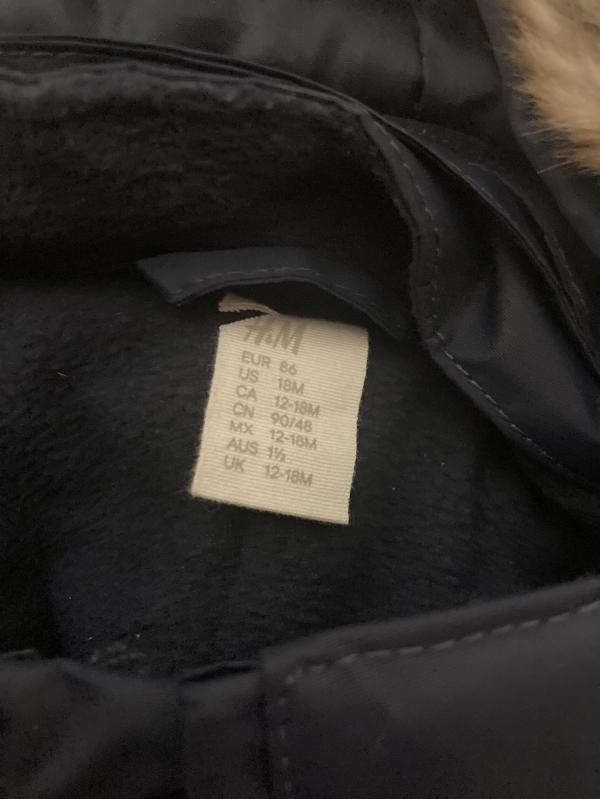 H&M
EUR 86
US 18M
CA 12-18M
CN 90/48
MX 12-18M
AUS 1½
UK 12-18M